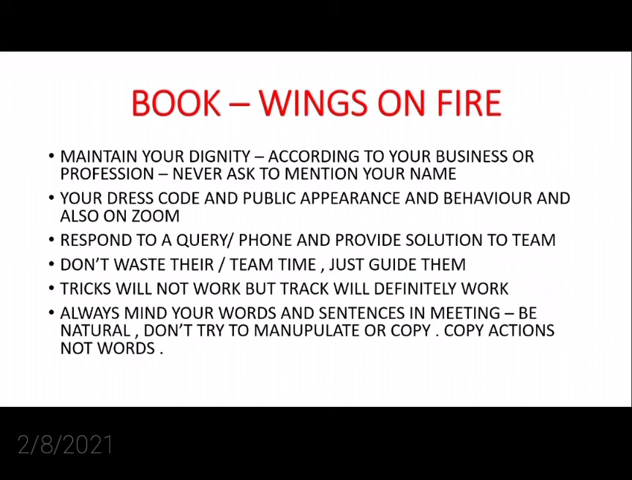 BOOK – WINGS ON FIRE
• MAINTAIN YOUR DIGNITY – ACCORDING TO YOUR BUSINESS OR
PROFESSION – NEVER ASK TO MENTION YOUR NAME
• YOUR DRESS CODE AND PUBLIC APPEARANCE AND BEHAVIOUR AND
ALSO ON ZOOM
• RESPOND TO A QUERY/ PHONE AND PROVIDE SOLUTION TO TEAM
• DON'T WASTE THEIR / TEAM TIME , JUST GUIDE THEM
• TRICKS WILL NOT WORK BUT TRACK WILL DEFINITELY WORK
• ALWAYS MIND YOUR WORDS AND SENTENCES IN MEETING – BE
NATURAL , DON'T TRY TO MANUPULATE OR COPY . COPY ACTIONS
NOT WORDS .
2/8/2021